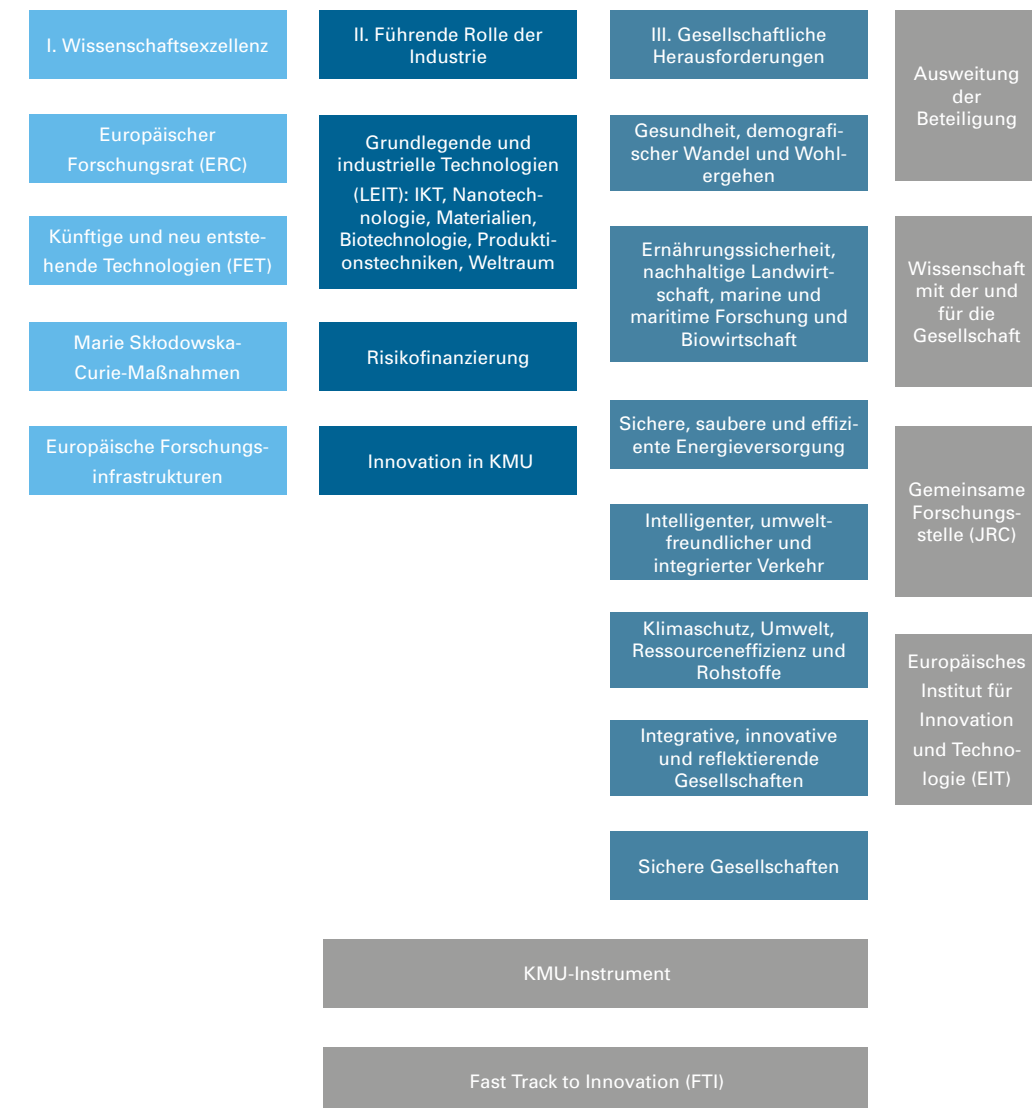 I. Wissenschaftsexzellenz
Europäischer
Forschungsrat (ERC)
Künftige und neu entste-
hende Technologien (FET)
Marie Skłodowska-
Curie-Maßnahmen
Europäische Forschungs-
infrastrukturen
II. Führende Rolle der
Industrie
Grundlegende und
industrielle Technologien
(LEIT): IKT, Nanotech-
nologie, Materialien,
Biotechnologie, Produkti-
onstechniken, Weltraum
Risikofinanzierung
Innovation in KMU
III. Gesellschaftliche
Herausforderungen
Gesundheit, demografi-
scher Wandel und Wohl-
ergehen
Ernährungssicherheit,
nachhaltige Landwirt-
schaft, marine und
maritime Forschung und
Biowirtschaft
Sichere, saubere und effizi-
ente Energieversorgung
Intelligenter, umwelt-
freundlicher und
integrierter Verkehr
Klimaschutz, Umwelt,
Ressourceneffizienz und
Rohstoffe
Integrative, innovative
und reflektierende
Gesellschaften
Sichere Gesellschaften
Ausweitung
der
Beteiligung
Wissenschaft
mit der und
für die
Gesellschaft
Gemeinsame
Forschungs-
stelle (JRC)
Europäisches
Institut für
Innovation
und Techno-
logie (EIT)
KMU-Instrument
Fast Track to Innovation (FTI)